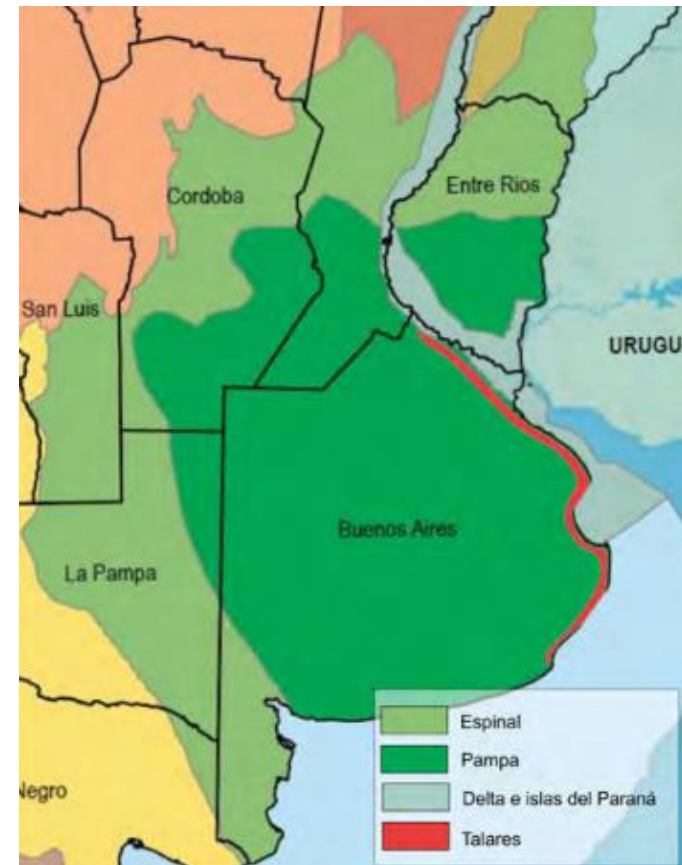 Cordoba
Entre Rios
San Luis
URUGU
Buenos Aires
La Pampa
Negro
Espinal
Pampa
Delta e islas del Paraná
Talares